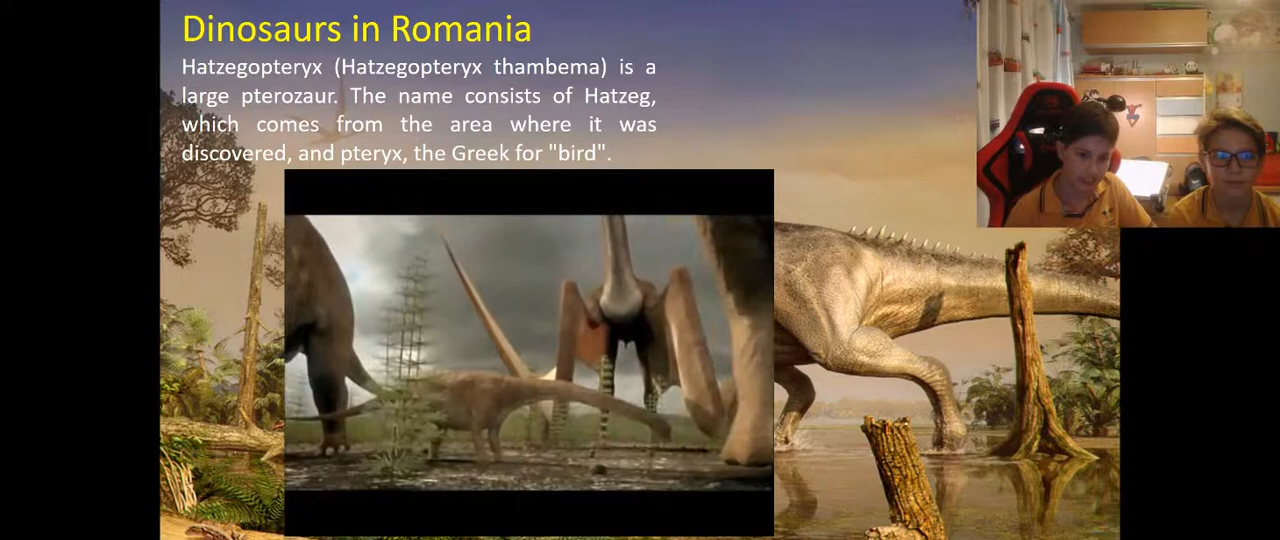 Dinosaurs in Romania
Hatzegopteryx (Hatzegopteryx thambema) is a
large pterozaur. The name consists of Hatzeg,
which comes from the area where it was
discovered, and pteryx, the Greek for "bird".